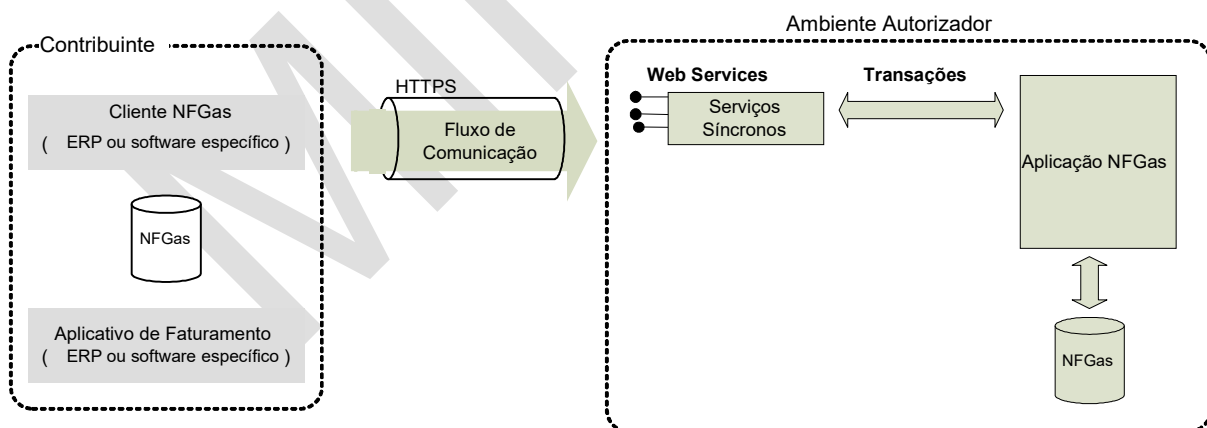 Contribuinte
Cliente NFGas
( ERP ou software específico )
NFGas
Aplicativo de Faturamento
( ERP ou software específico )
HTTPS
Fluxo de
Comunicação
Ambiente Autorizador
Web Services
Serviços
Síncronos
Transações
Aplicação NFGas
NFGas